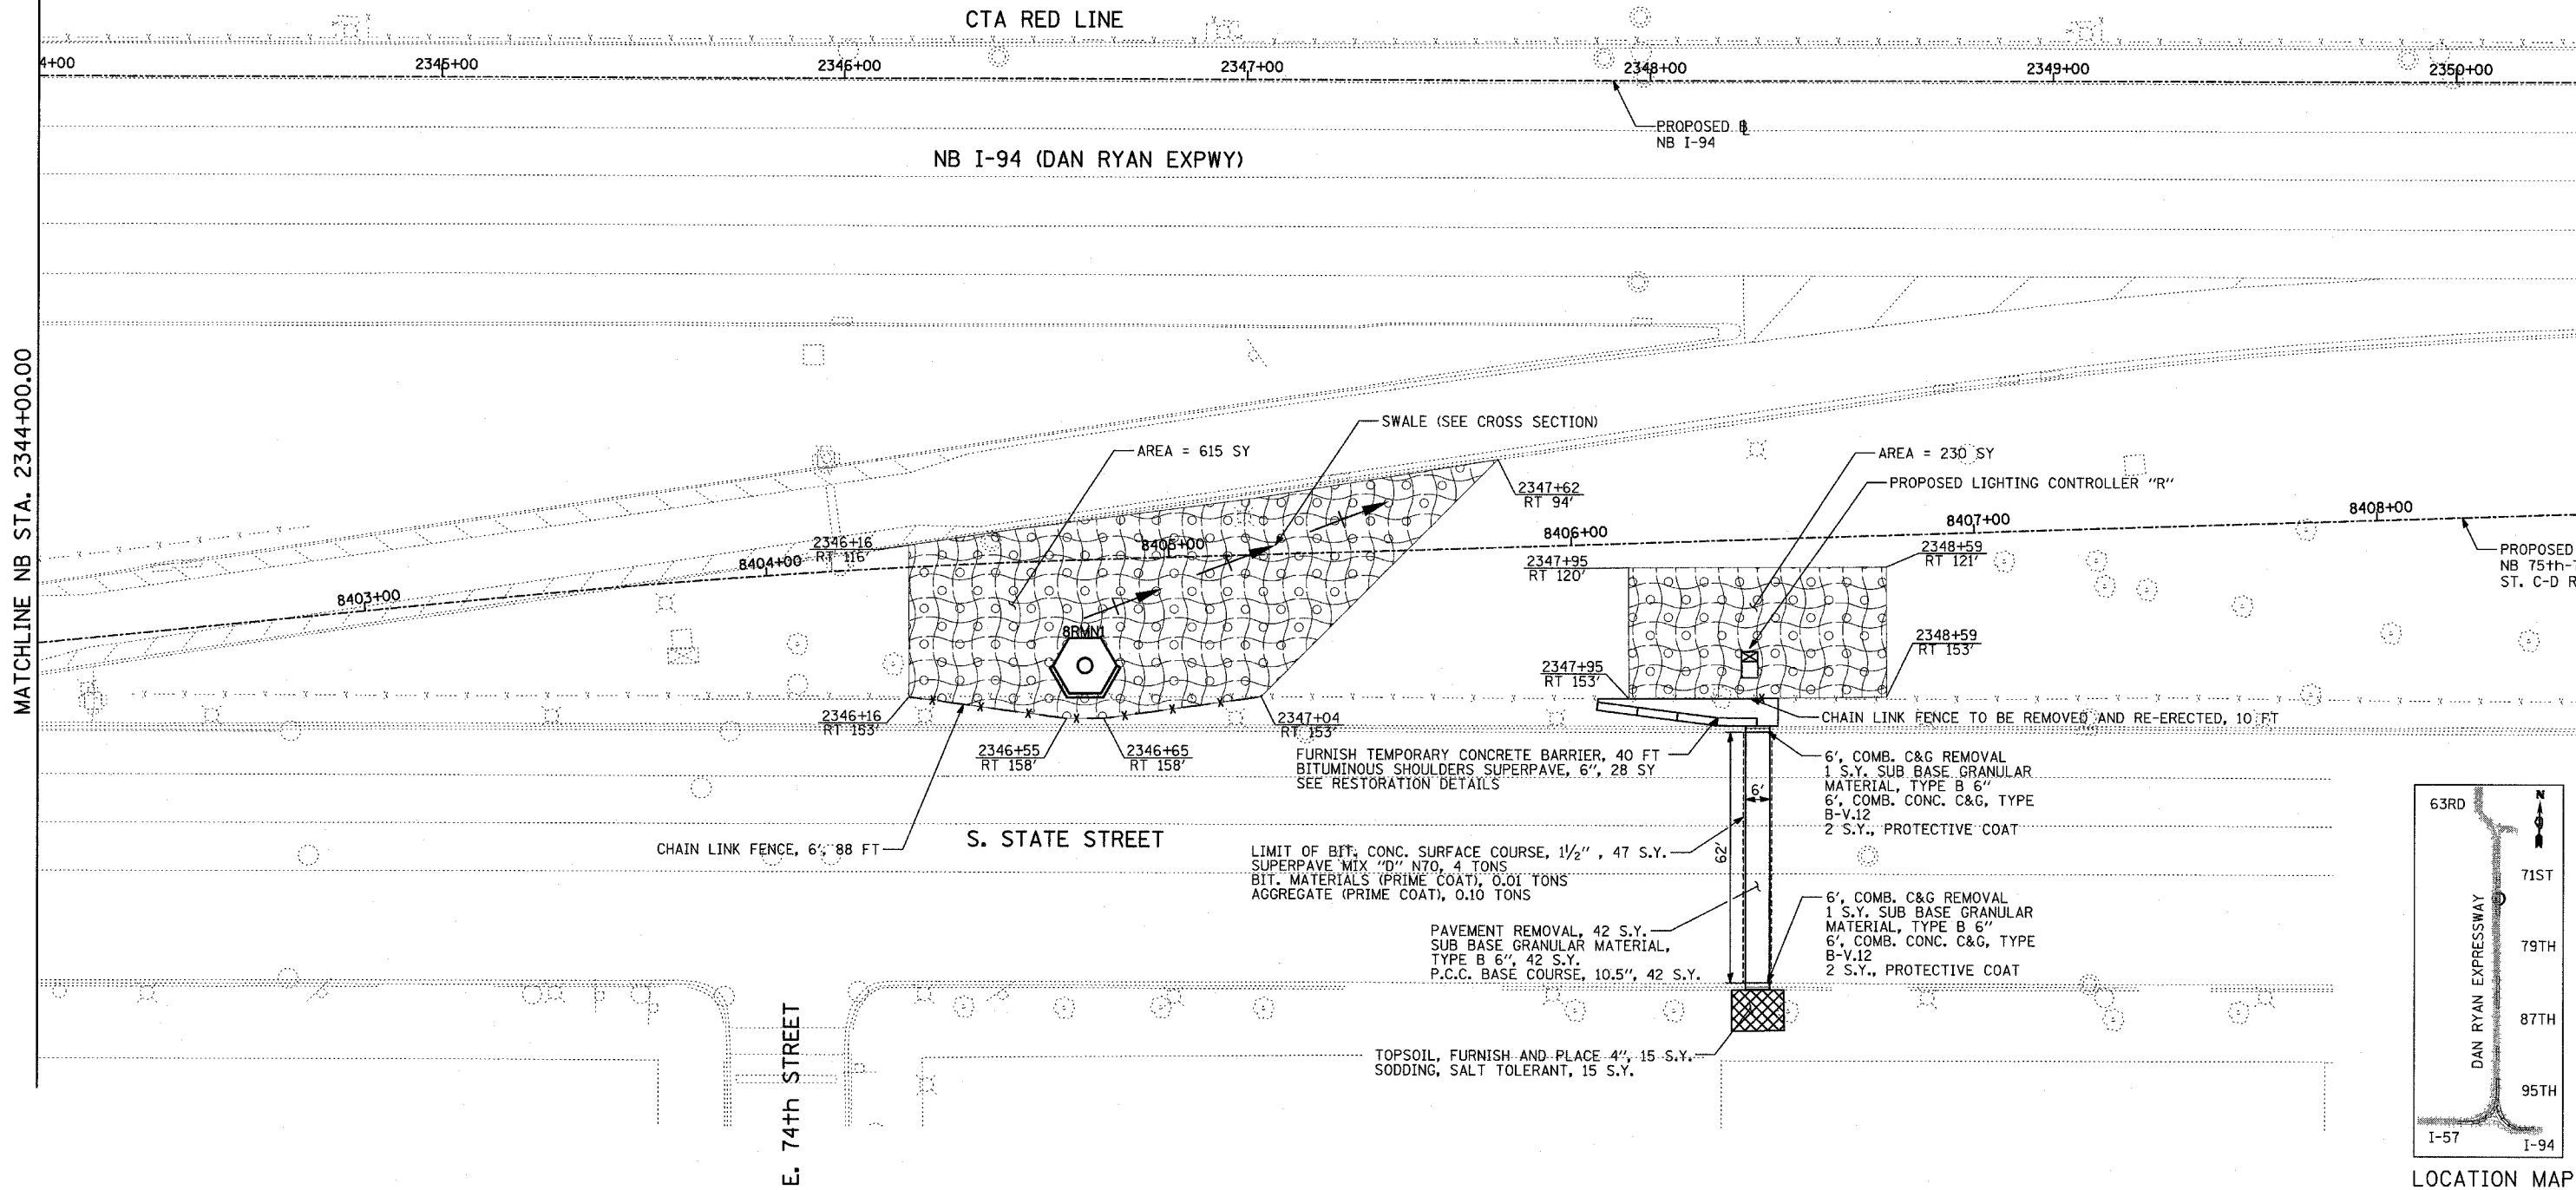 CTA RED LINE
4+00
2345+00
2346+00
2347+00
2348+00
2349+00
2350+00
PROPOSED ℄
NB I-94
NB I-94 (DAN RYAN EXPWY)
MATCHLINE NB STA. 2344+00.00
SWALE (SEE CROSS SECTION)
AREA = 615 SY
AREA = 230 SY
PROPOSED LIGHTING CONTROLLER "R"
2347+62
RT 94'
8403+00
8404+00
8405+00
8406+00
8407+00
8408+00
2346+16
RT 116'
2347+95
RT 120'
2348+59
RT 121'
PROPOSED
NB 75th-
ST. C-D R
8RMN1
2348+59
RT 153'
2347+95
RT 153'
2346+16
RT 153'
2347+04
RT 153'
2346+55
RT 158'
2346+65
RT 158'
CHAIN LINK FENCE TO BE REMOVED AND RE-ERECTED, 10 FT
FURNISH TEMPORARY CONCRETE BARRIER, 40 FT
BITUMINOUS SHOULDERS SUPERPAVE, 6", 28 SY
SEE RESTORATION DETAILS
6', COMB. C&G REMOVAL
1 S.Y. SUB BASE GRANULAR
MATERIAL, TYPE B 6"
6', COMB. CONC. C&G, TYPE
B-V.12
2 S.Y., PROTECTIVE COAT
6'
62'
CHAIN LINK FENCE, 6', 88 FT
S. STATE STREET
LIMIT OF BIT. CONC. SURFACE COURSE, 1½" , 47 S.Y.
SUPERPAVE MIX "D" N70, 4 TONS
BIT. MATERIALS (PRIME COAT), 0.01 TONS
AGGREGATE (PRIME COAT), 0.10 TONS
PAVEMENT REMOVAL, 42 S.Y.
SUB BASE GRANULAR MATERIAL,
TYPE B 6", 42 S.Y.
P.C.C. BASE COURSE, 10.5", 42 S.Y.
6', COMB. C&G REMOVAL
1 S.Y. SUB BASE GRANULAR
MATERIAL, TYPE B 6"
6', COMB. CONC. C&G, TYPE
B-V.12
2 S.Y., PROTECTIVE COAT
TOPSOIL, FURNISH AND PLACE 4", 15 S.Y.
SODDING, SALT TOLERANT, 15 S.Y.
E. 74th STREET
63RD
N
71ST
DAN RYAN EXPRESSWAY
79TH
87TH
95TH
I-57
I-94
LOCATION MAP